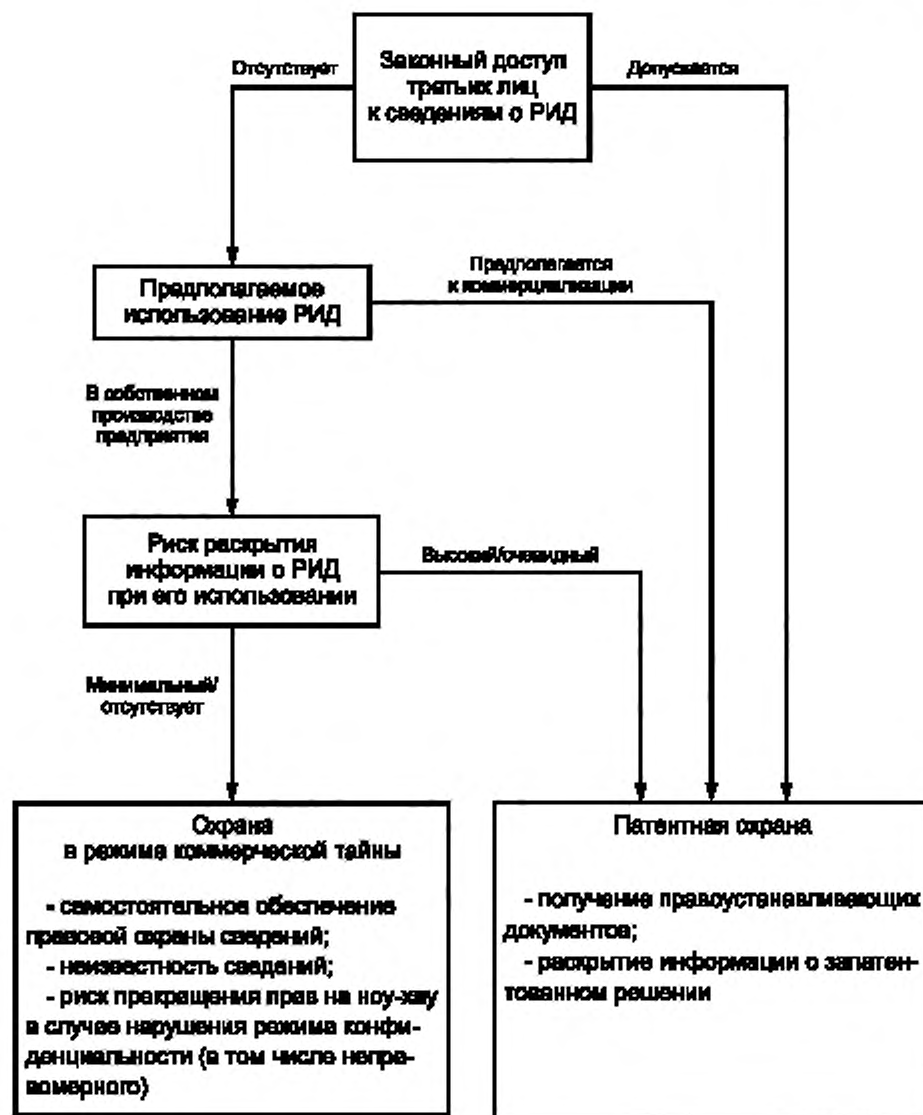 Отсутствует
Законный доступ
третьих лиц
к сведениям о РИД
Допускается
Предполагаемое
использование РИД
Предполагается
к коммерциализации
В собственном
производстве
предприятия
Риск раскрытия
информации о РИД
при его использовании
Высокий/очевидный
Минимальный/
отсутствует
Охрана
в режиме коммерческой тайны
- самостоятельное обеспечение
правовой охраны сведений;
- неизвестность сведений;
- риск прекращения прав на ноу-хау
в случае нарушения режима конфи-
денциальности (в том числе непра-
вомерного)
Патентная охрана
- получение правоустанавливающих
документов;
- раскрытие информации о запатен-
тованном решении